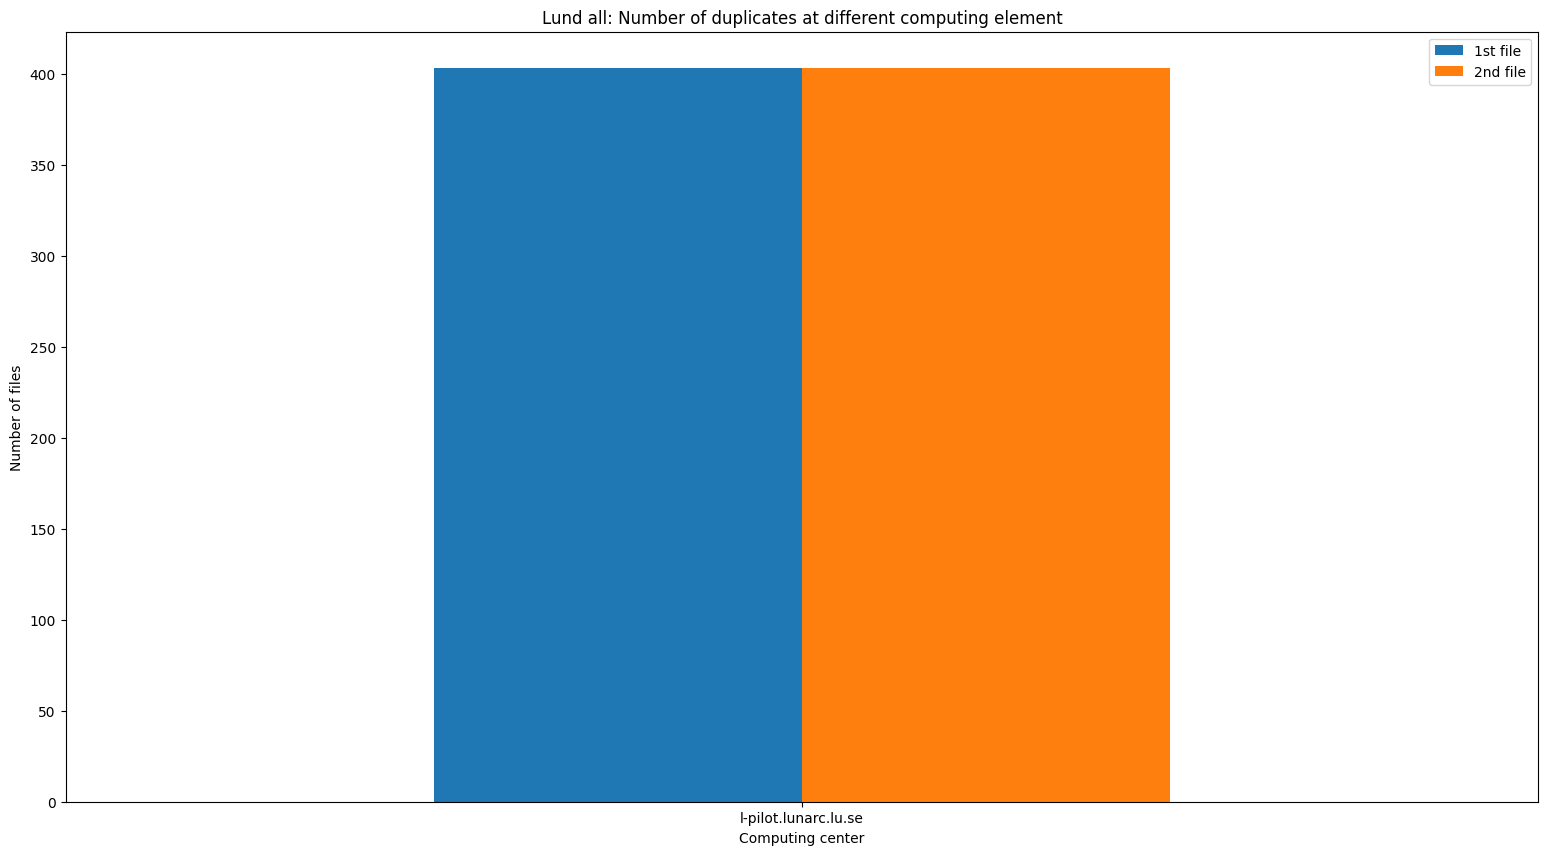 Lund all: Number of duplicates at different computing element
1st file
2nd file
Number of files
400
350
300
250
200
150
100
50
0
l-pilot.lunarc.lu.se
Computing center